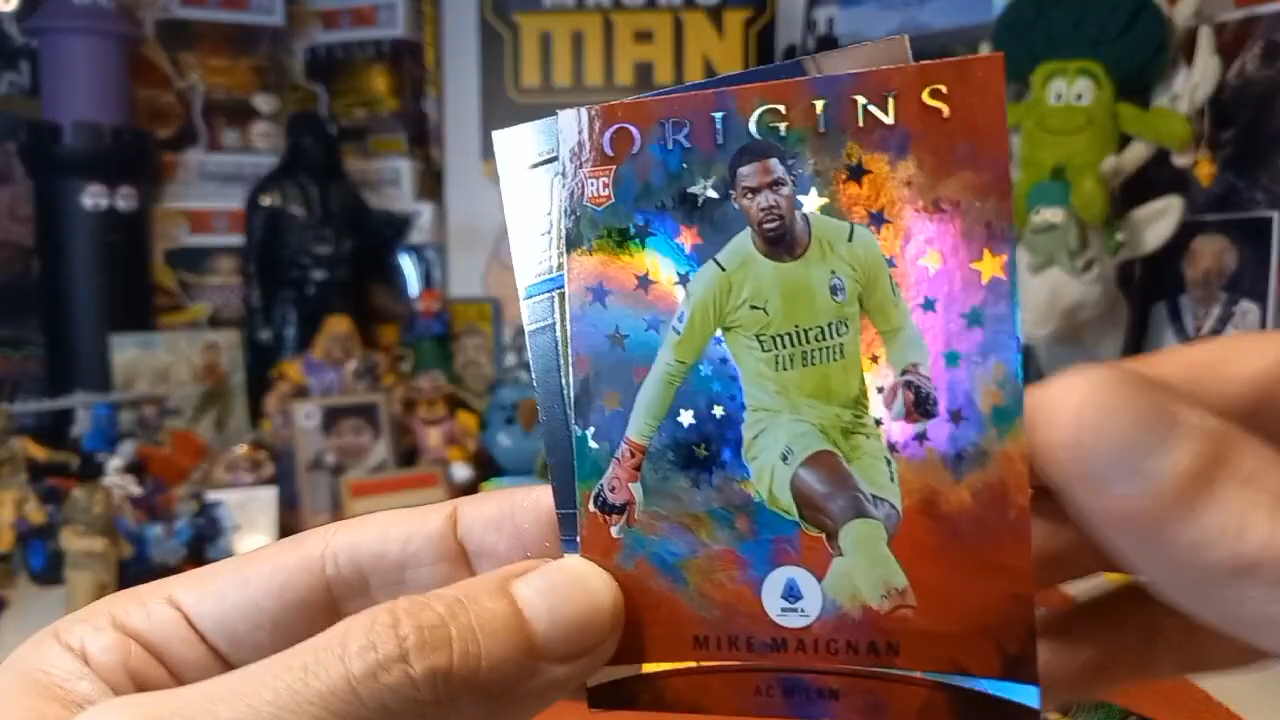 MAN
ORIGINS
ROOKIE
RC
CARD
Emirates
FLY BETTER
SERIE A
MIKE MAIGNAN
AC MILAN